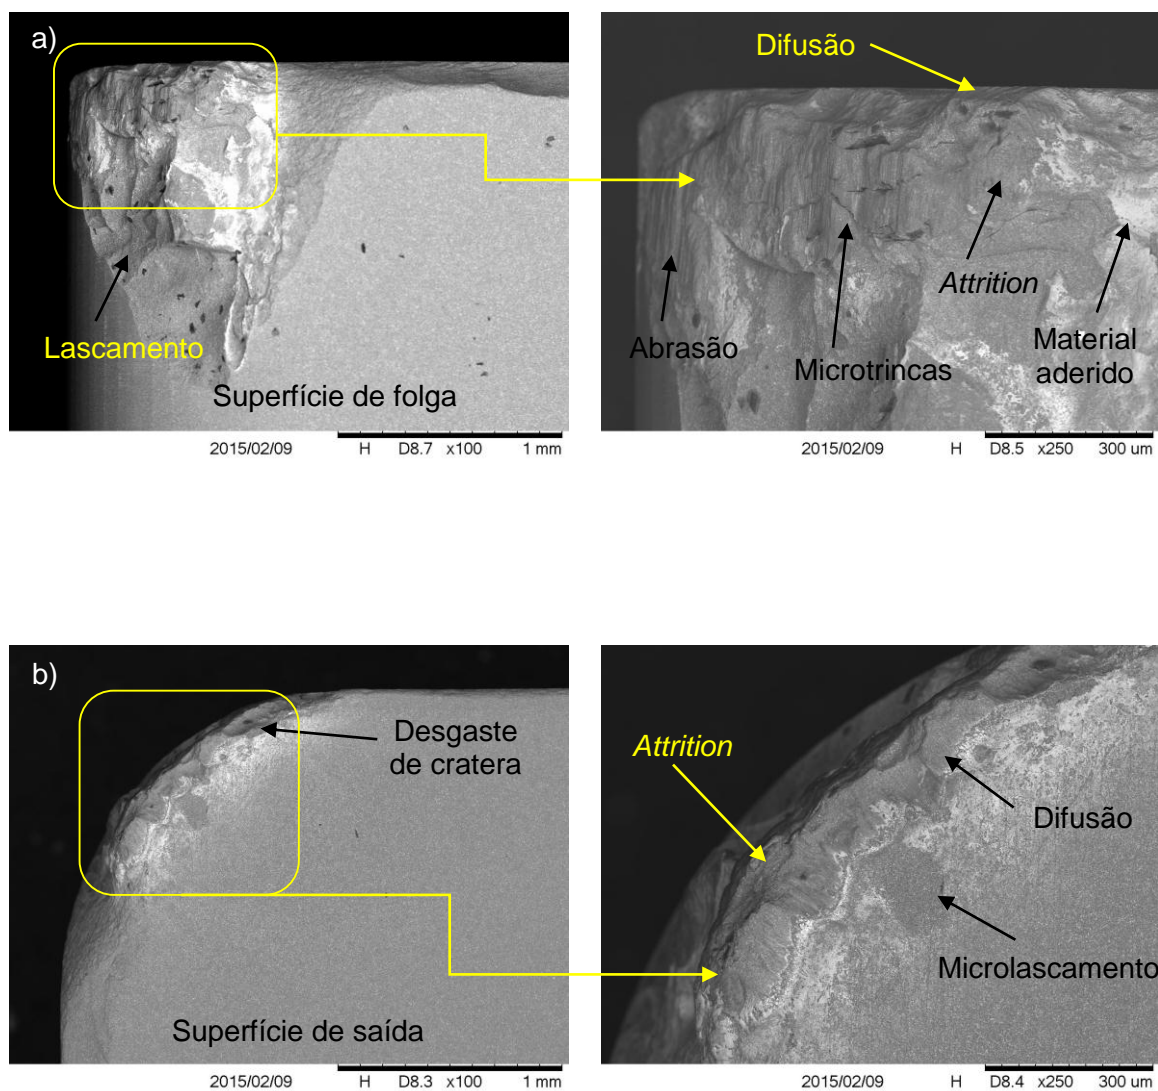 a)
Difusão
Attrition
Lascamento
Abrasão
Microtrincas
Material
aderido
Superfície de folga
2015/02/09 H D8.7 x100 1 mm
2015/02/09 H D8.5 x250 300 um
b)
Desgaste
de cratera
Attrition
Difusão
Microlascamento
Superfície de saída
2015/02/09 H D8.3 x100 1 mm
2015/02/09 H D8.4 x250 300 um